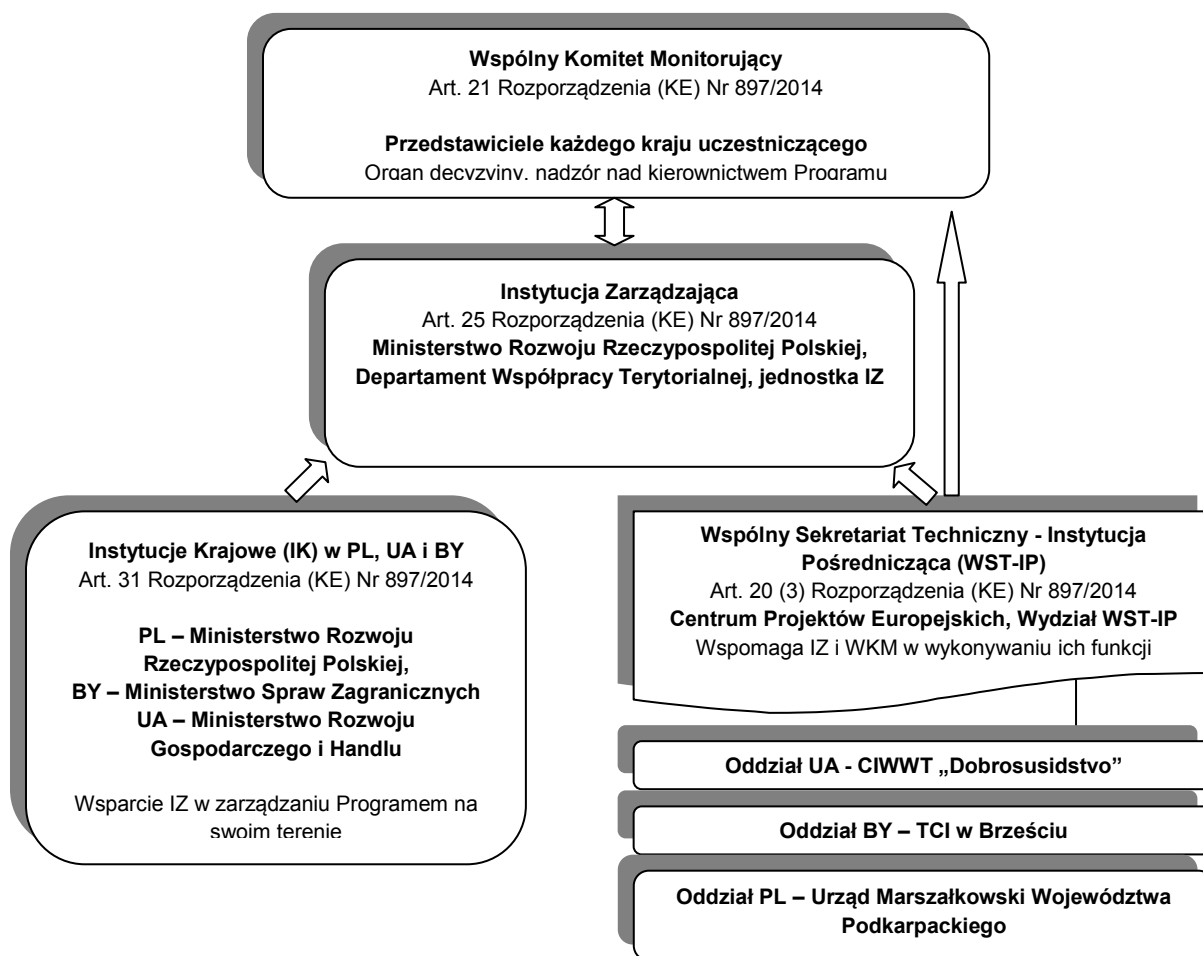 Wspólny Komitet Monitorujący
Art. 21 Rozporządzenia (KE) Nr 897/2014
Przedstawiciele każdego kraju uczestniczącego
Organ decyzyjny, nadzór nad kierownictwem Programu
Instytucja Zarządzająca
Art. 25 Rozporządzenia (KE) Nr 897/2014
Ministerstwo Rozwoju Rzeczypospolitej Polskiej,
Departament Współpracy Terytorialnej, jednostka IZ
Instytucje Krajowe (IK) w PL, UA i BY
Art. 31 Rozporządzenia (KE) Nr 897/2014
PL – Ministerstwo Rozwoju
Rzeczypospolitej Polskiej,
BY – Ministerstwo Spraw Zagranicznych
UA – Ministerstwo Rozwoju
Gospodarczego i Handlu
Wsparcie IZ w zarządzaniu Programem na
swoim terenie
Wspólny Sekretariat Techniczny - Instytucja
Pośrednicząca (WST-IP)
Art. 20 (3) Rozporządzenia (KE) Nr 897/2014
Centrum Projektów Europejskich, Wydział WST-IP
Wspomaga IZ i WKM w wykonywaniu ich funkcji
Oddział UA - CIWWT „Dobrosusidstvo”
Oddział BY – TCI w Brześciu
Oddział PL – Urząd Marszałkowski Województwa
Podkarpackiego